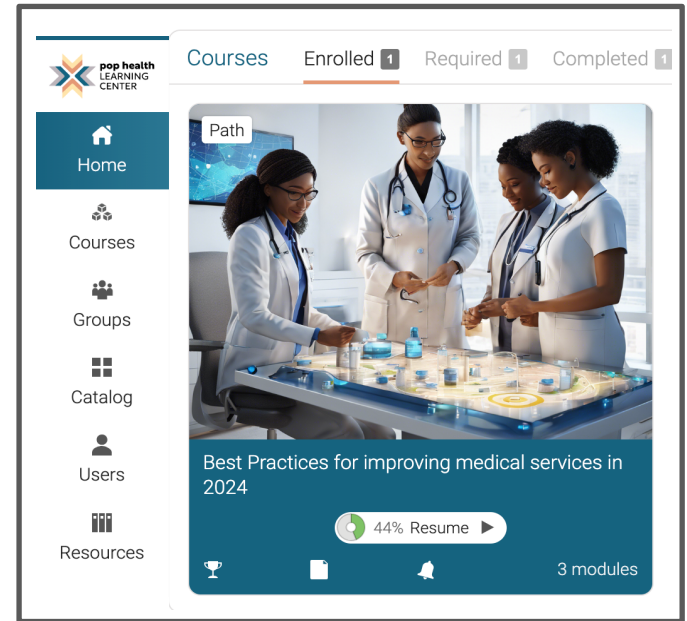 pop health
LEARNING
CENTER
Courses Enrolled 1 Required 1 Completed 1
Home
Courses
Groups
Catalog
Users
Resources
Path
Best Practices for improving medical services in
2024
44% Resume
3 modules